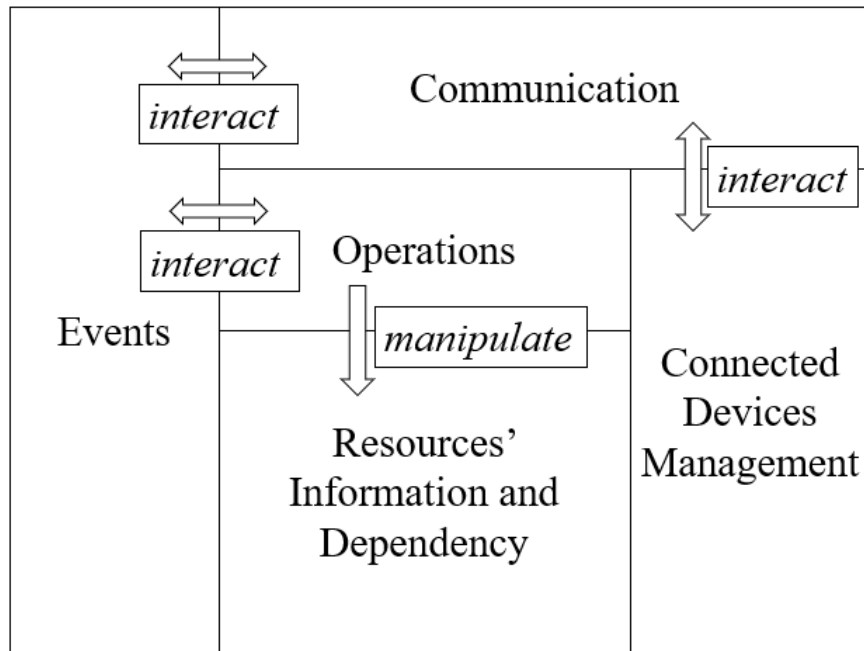 interact
Communication
interact
interact
Operations
Events
manipulate
Connected
Devices
Management
Resources’
Information and
Dependency